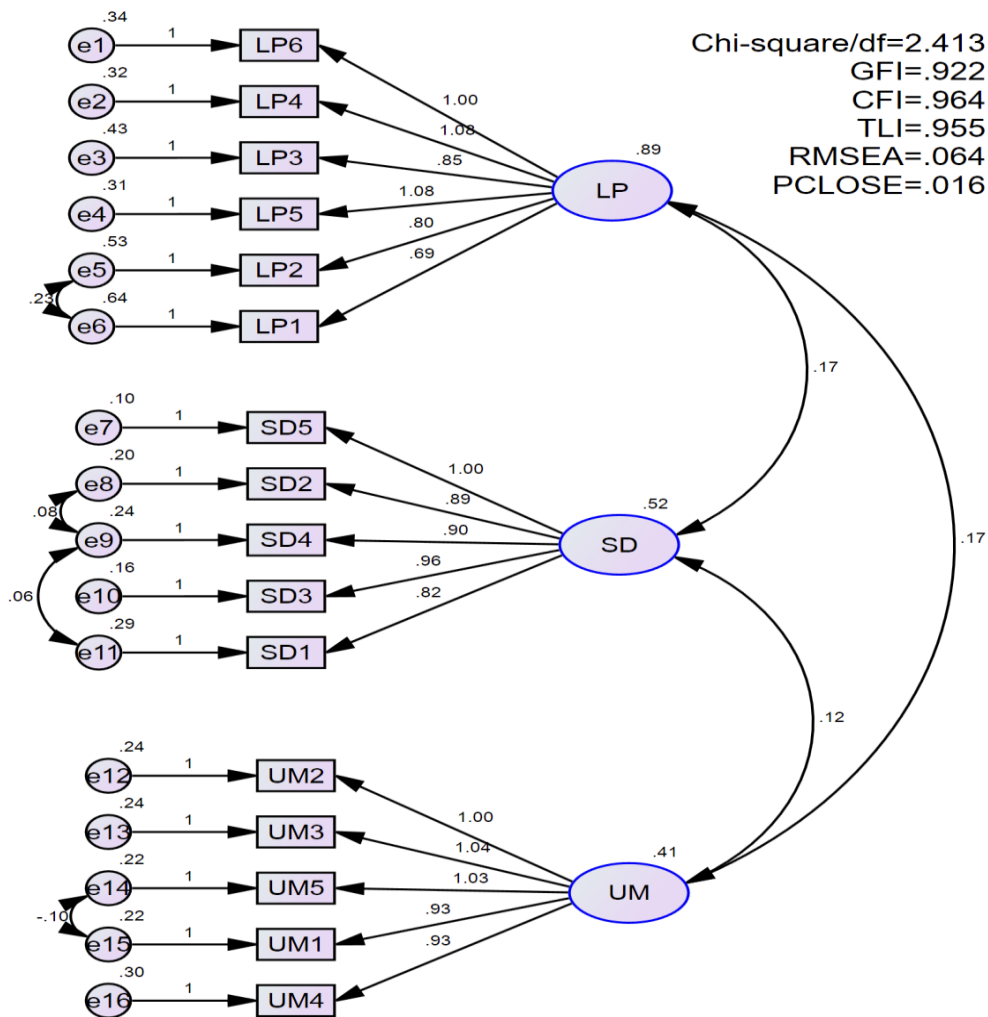 Chi-square/df=2.413
GFI=.922
CFI=.964
TLI=.955
RMSEA=.064
PCLOSE=.016
.34
e1 1 LP6 1.00
.32
e2 1 LP4 1.08
.43
e3 1 LP3 .85
.89
LP
.31
e4 1 LP5 1.08
.53
e5 1 LP2 .80
.23
.64
e6 1 LP1 .69
.17
.10
e7 1 SD5 1.00
.20
e8 1 SD2 .89
.08
.24
e9 1 SD4 .90
.52
SD
.17
.16
e10 1 SD3 .96
.06
.29
e11 1 SD1 .82
.12
.24
e12 1 UM2 1.00
.24
e13 1 UM3 1.04
.22
e14 1 UM5 1.03
.41
UM
-.10
.22
e15 1 UM1 .93
.30
e16 1 UM4 .93